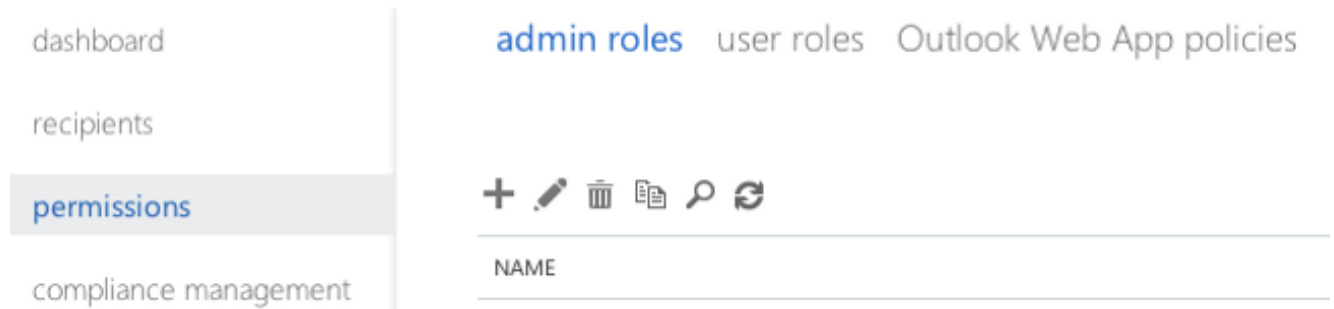 dashboard
recipients
permissions
compliance management
admin roles user roles Outlook Web App policies
NAME